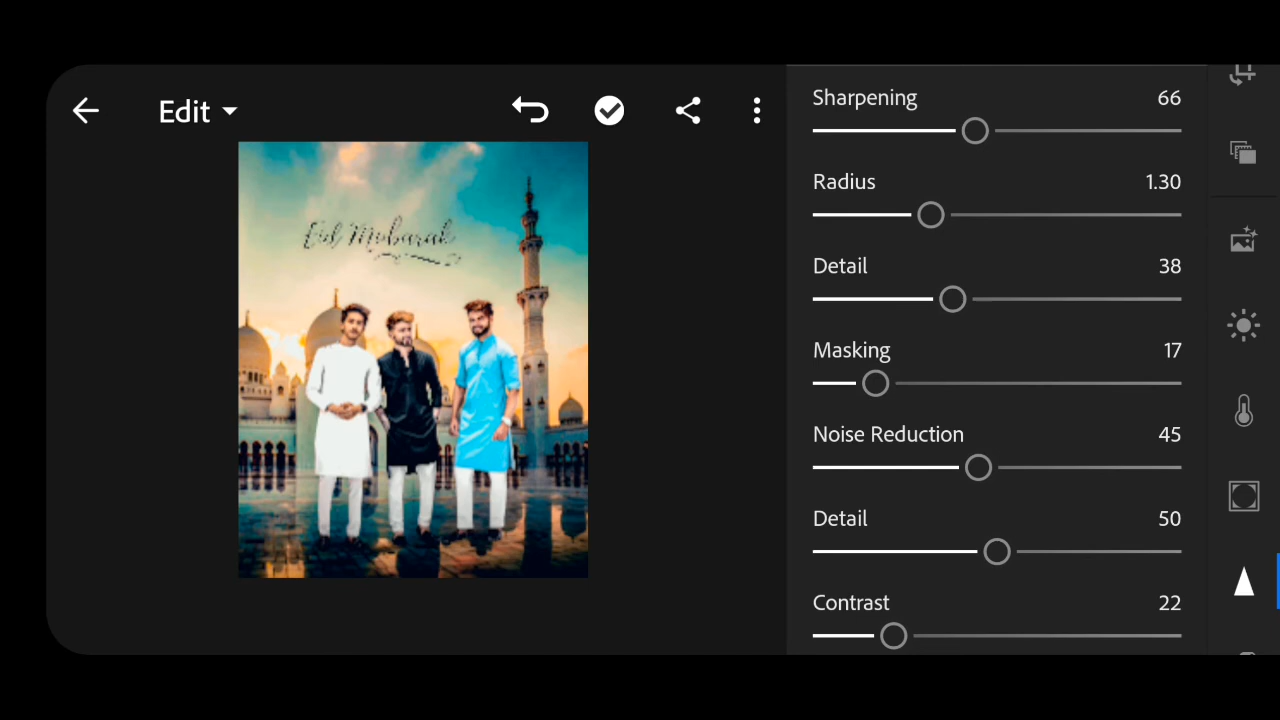 Edit
Eid Mubarak
Sharpening 66
Radius 1.30
Detail 38
Masking 17
Noise Reduction 45
Detail 50
Contrast 22